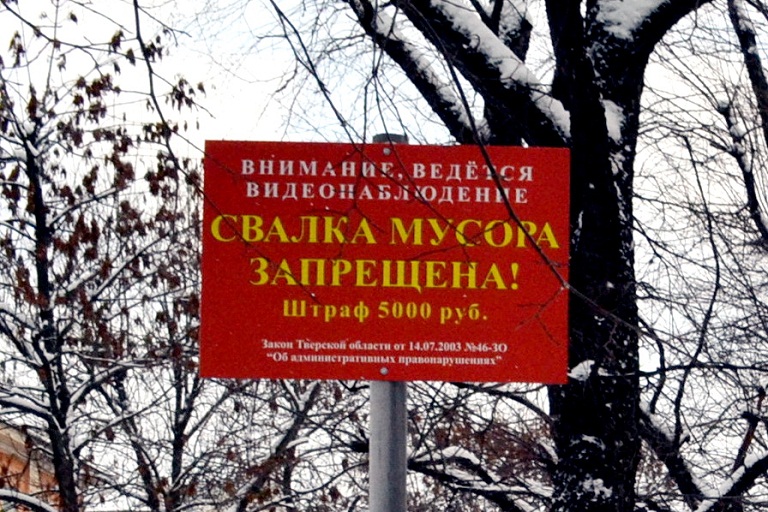 ВНИМАНИЕ, ВЕДЁТСЯ
ВИДЕОНАБЛЮДЕНИЕ
СВАЛКА МУСОРА
ЗАПРЕЩЕНА!
Штраф 5000 руб.
Закон Тверской области от 14.07.2003 №46-ЗО
“Об административных правонарушениях”